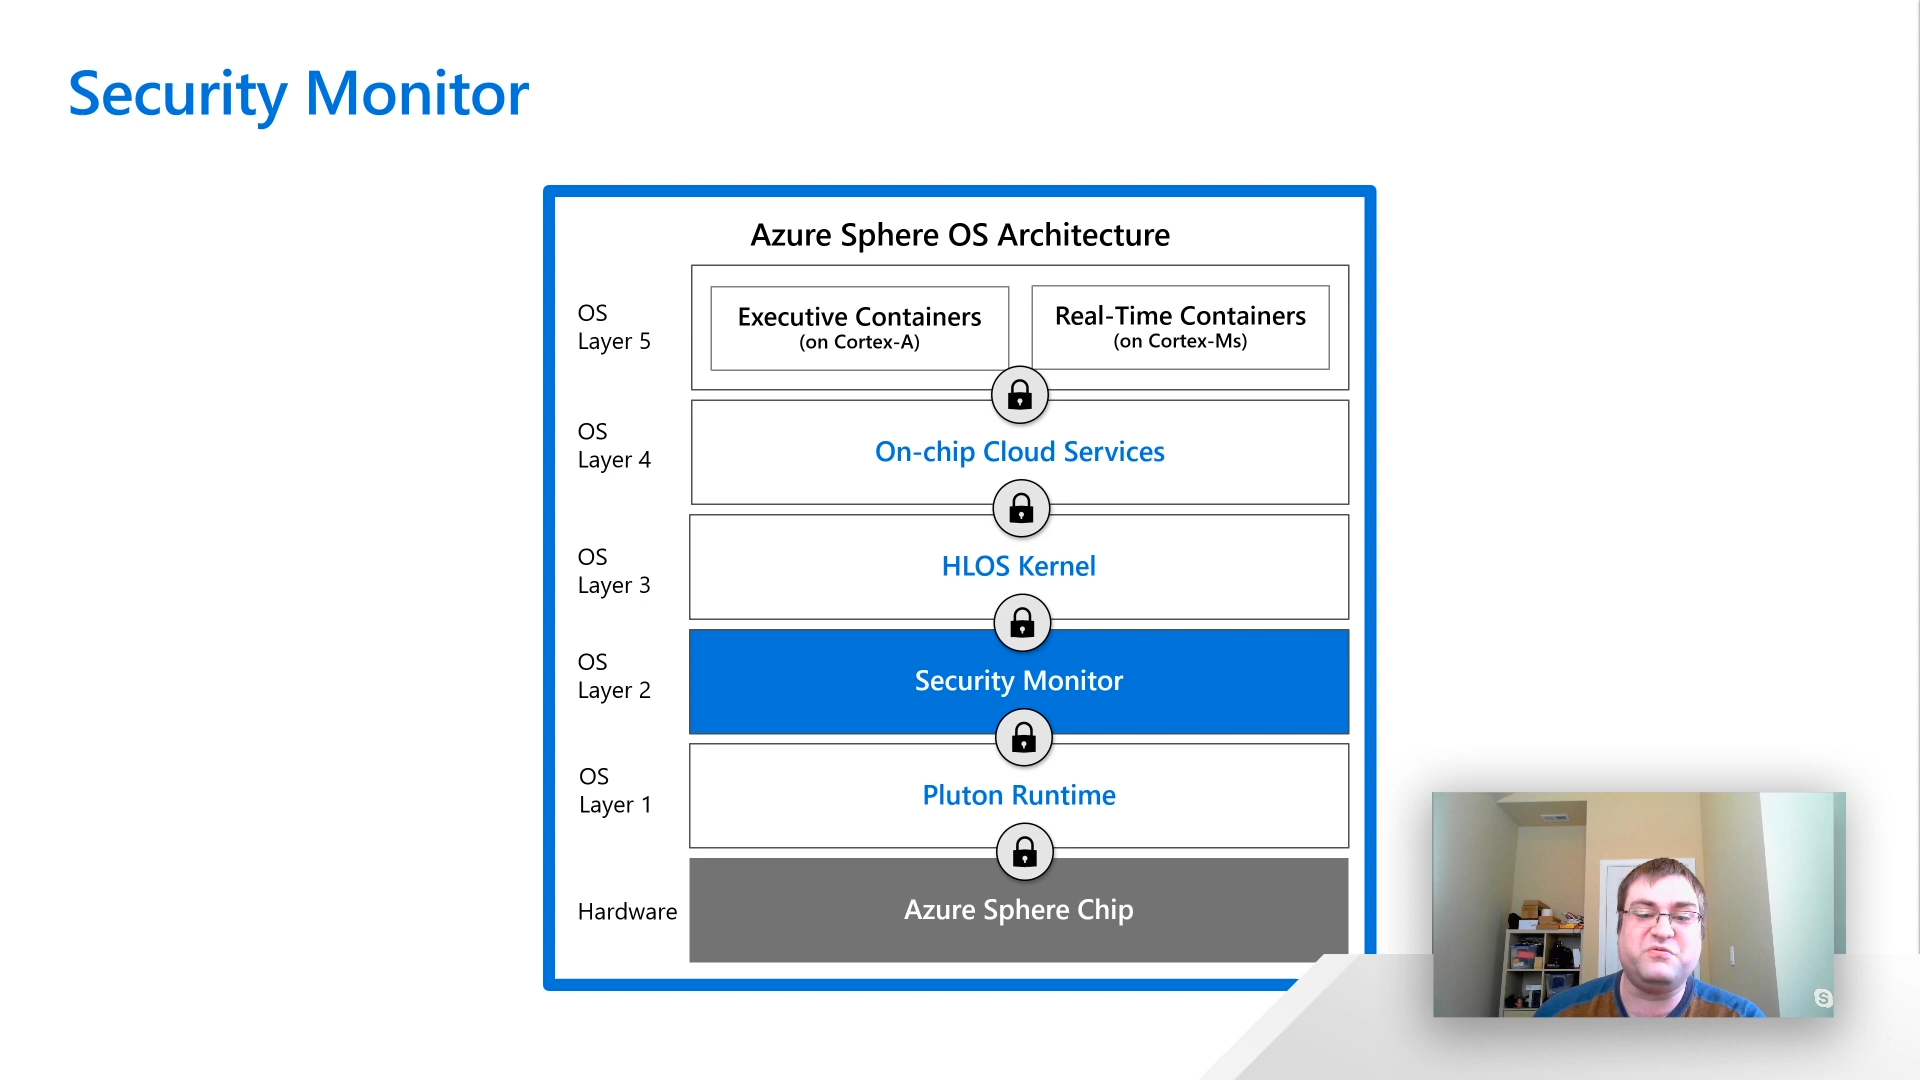 Security Monitor
Azure Sphere OS Architecture
OS
Layer 5
Executive Containers
(on Cortex-A)
Real-Time Containers
(on Cortex-Ms)
OS
Layer 4
On-chip Cloud Services
OS
Layer 3
HLOS Kernel
OS
Layer 2
Security Monitor
OS
Layer 1
Pluton Runtime
Hardware
Azure Sphere Chip
S